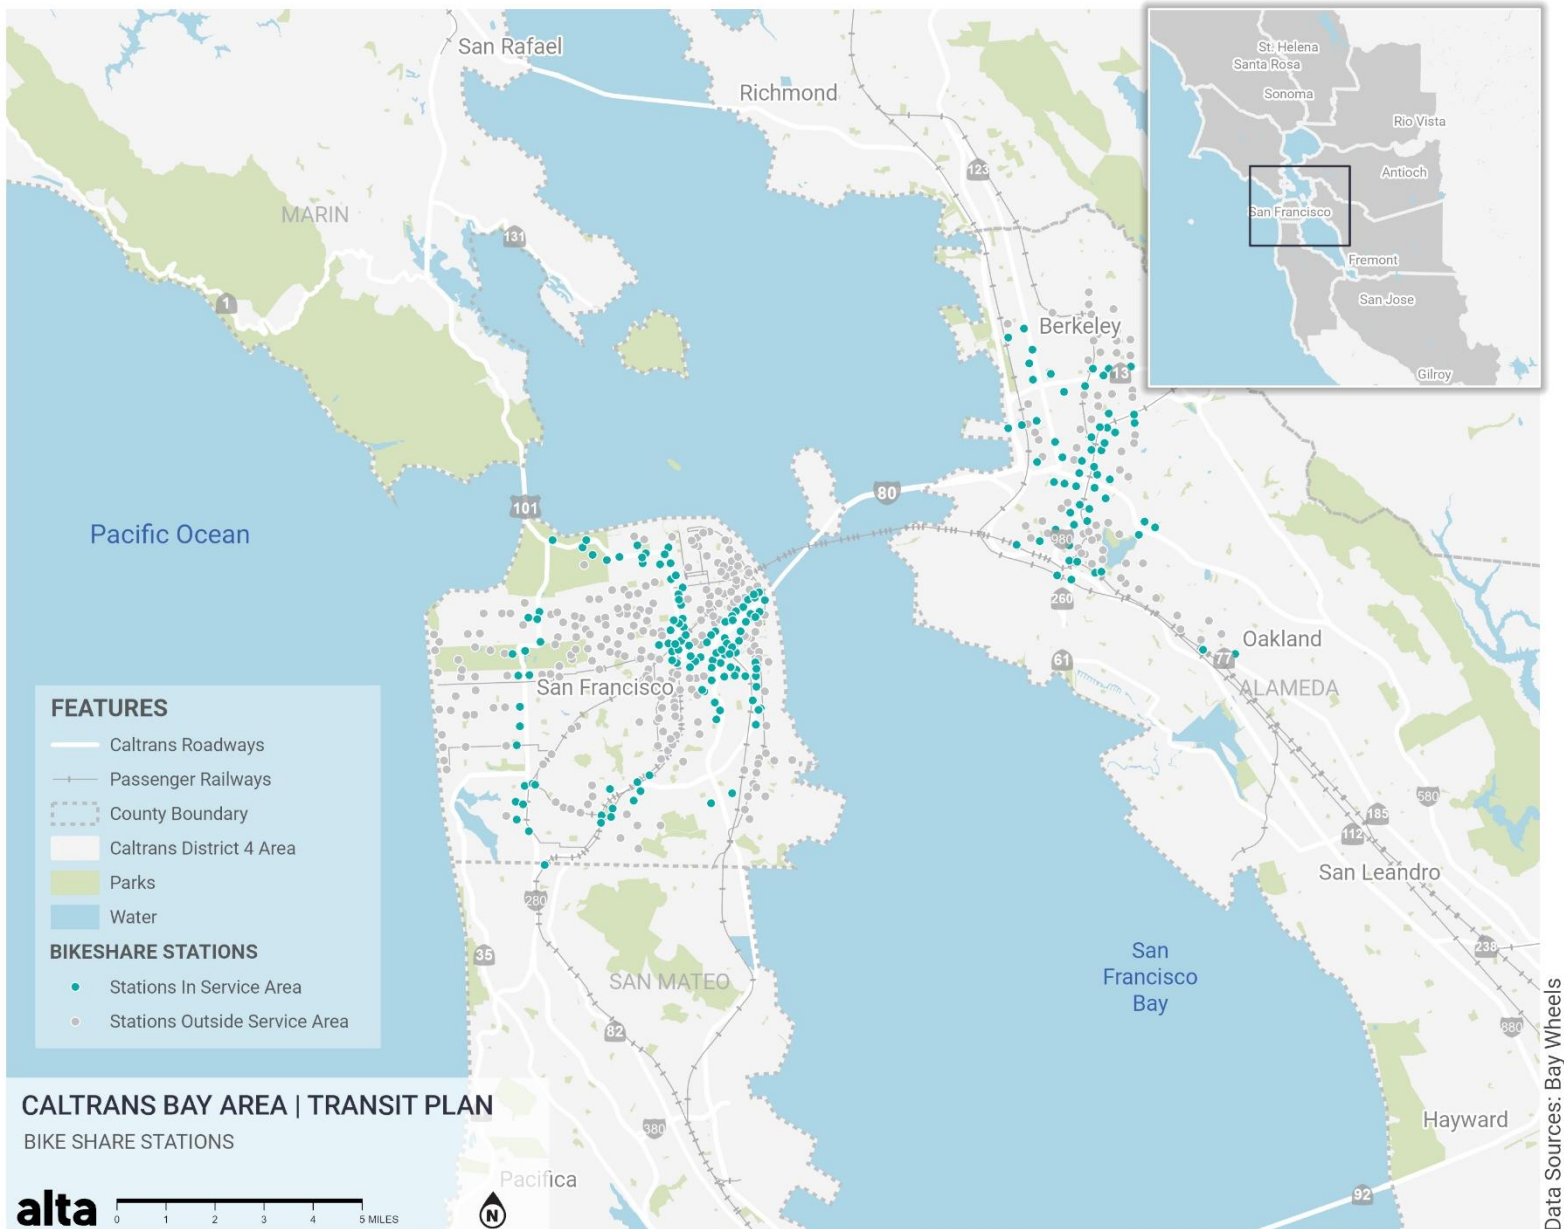 San Rafael
Richmond
123
MARIN
131
1
Berkeley
13
101
80
Pacific Ocean
980
260
Oakland
61
77
ALAMEDA
San Francisco
580
185
112
San Leandro
280
238
35
SAN MATEO
San
Francisco
Bay
880
82
380
Hayward
Pacifica
92
St. Helena
Santa Rosa
Sonoma
Rio Vista
Antioch
San Francisco
Fremont
San Jose
Gilroy
FEATURES
Caltrans Roadways
Passenger Railways
County Boundary
Caltrans District 4 Area
Parks
Water
BIKESHARE STATIONS
Stations In Service Area
Stations Outside Service Area
CALTRANS BAY AREA | TRANSIT PLAN
BIKE SHARE STATIONS
alta
0 1 2 3 4 5 MILES
N
Data Sources: Bay Wheels